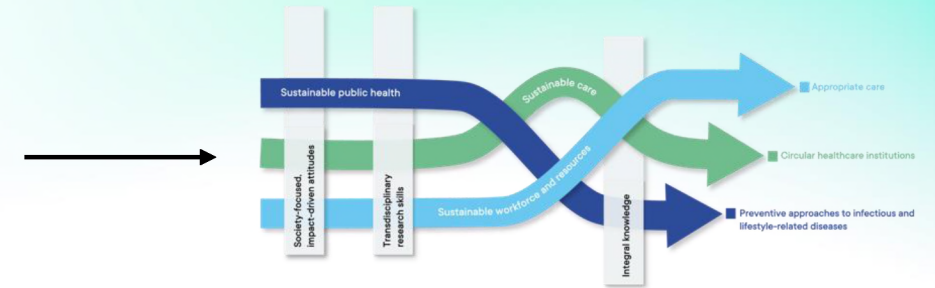 Sustainable public health
Sustainable care
Sustainable workforce and resources
Society-focused,
impact-driven attitudes
Transdisciplinary
research skills
Integral knowledge
Appropriate care
Circular healthcare institutions
Preventive approaches to infectious and
lifestyle-related diseases